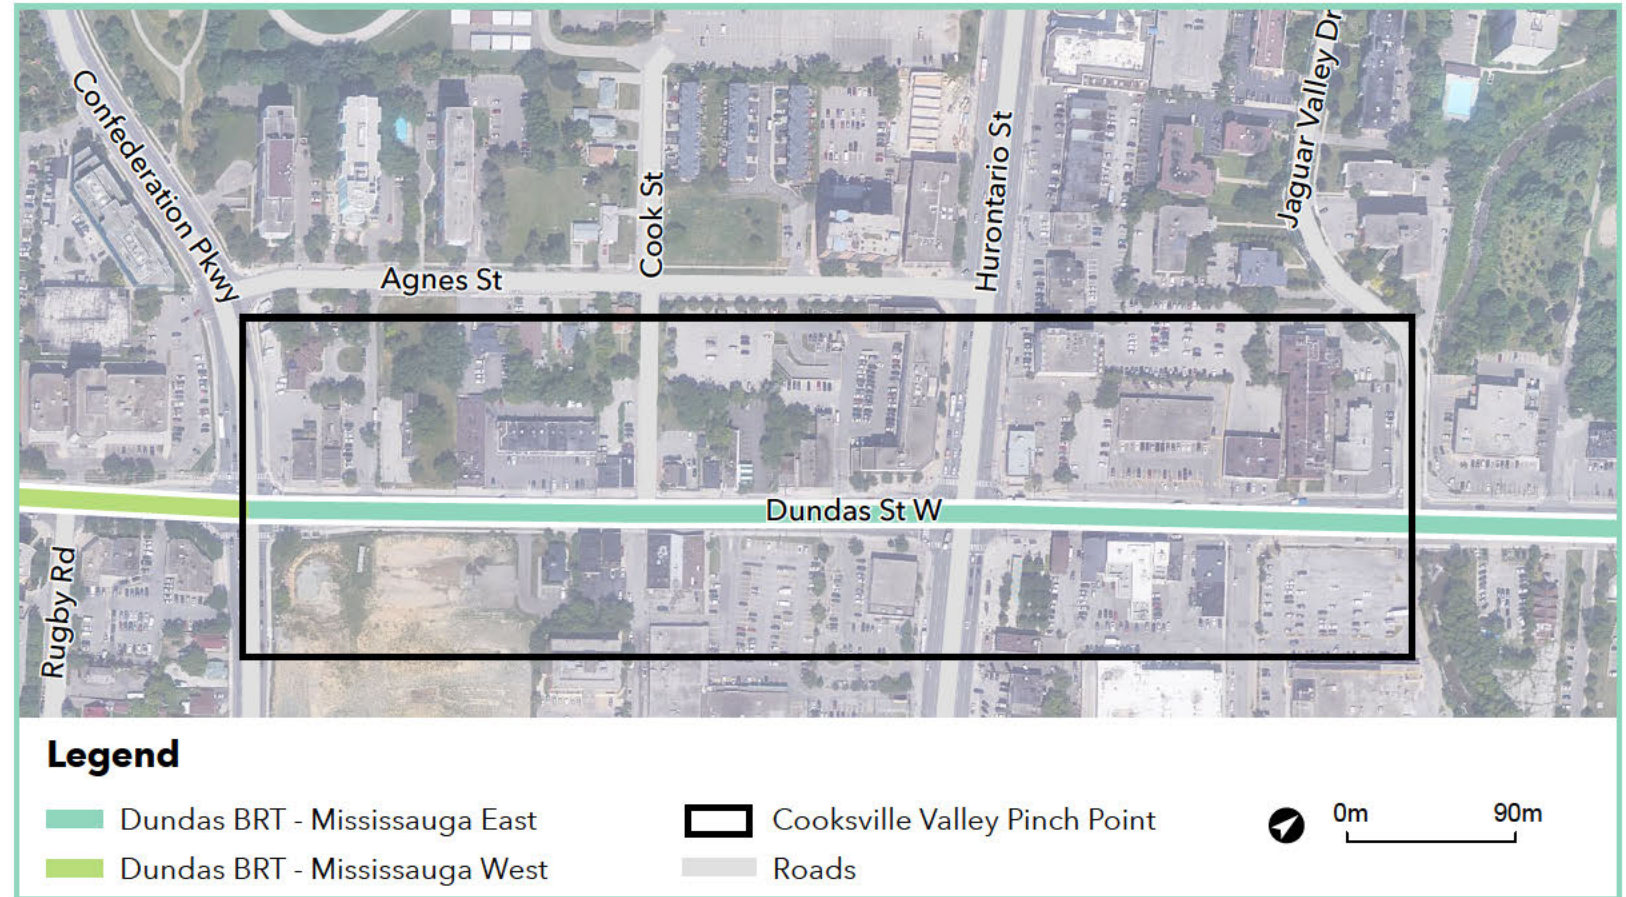 Confederation Pkwy
Agnes St
Cook St
Hurontario St
Jaguar Valley Dr
Dundas St W
Rugby Rd
Legend
Dundas BRT - Mississauga East
Dundas BRT - Mississauga West
Cooksville Valley Pinch Point
Roads
0m 90m